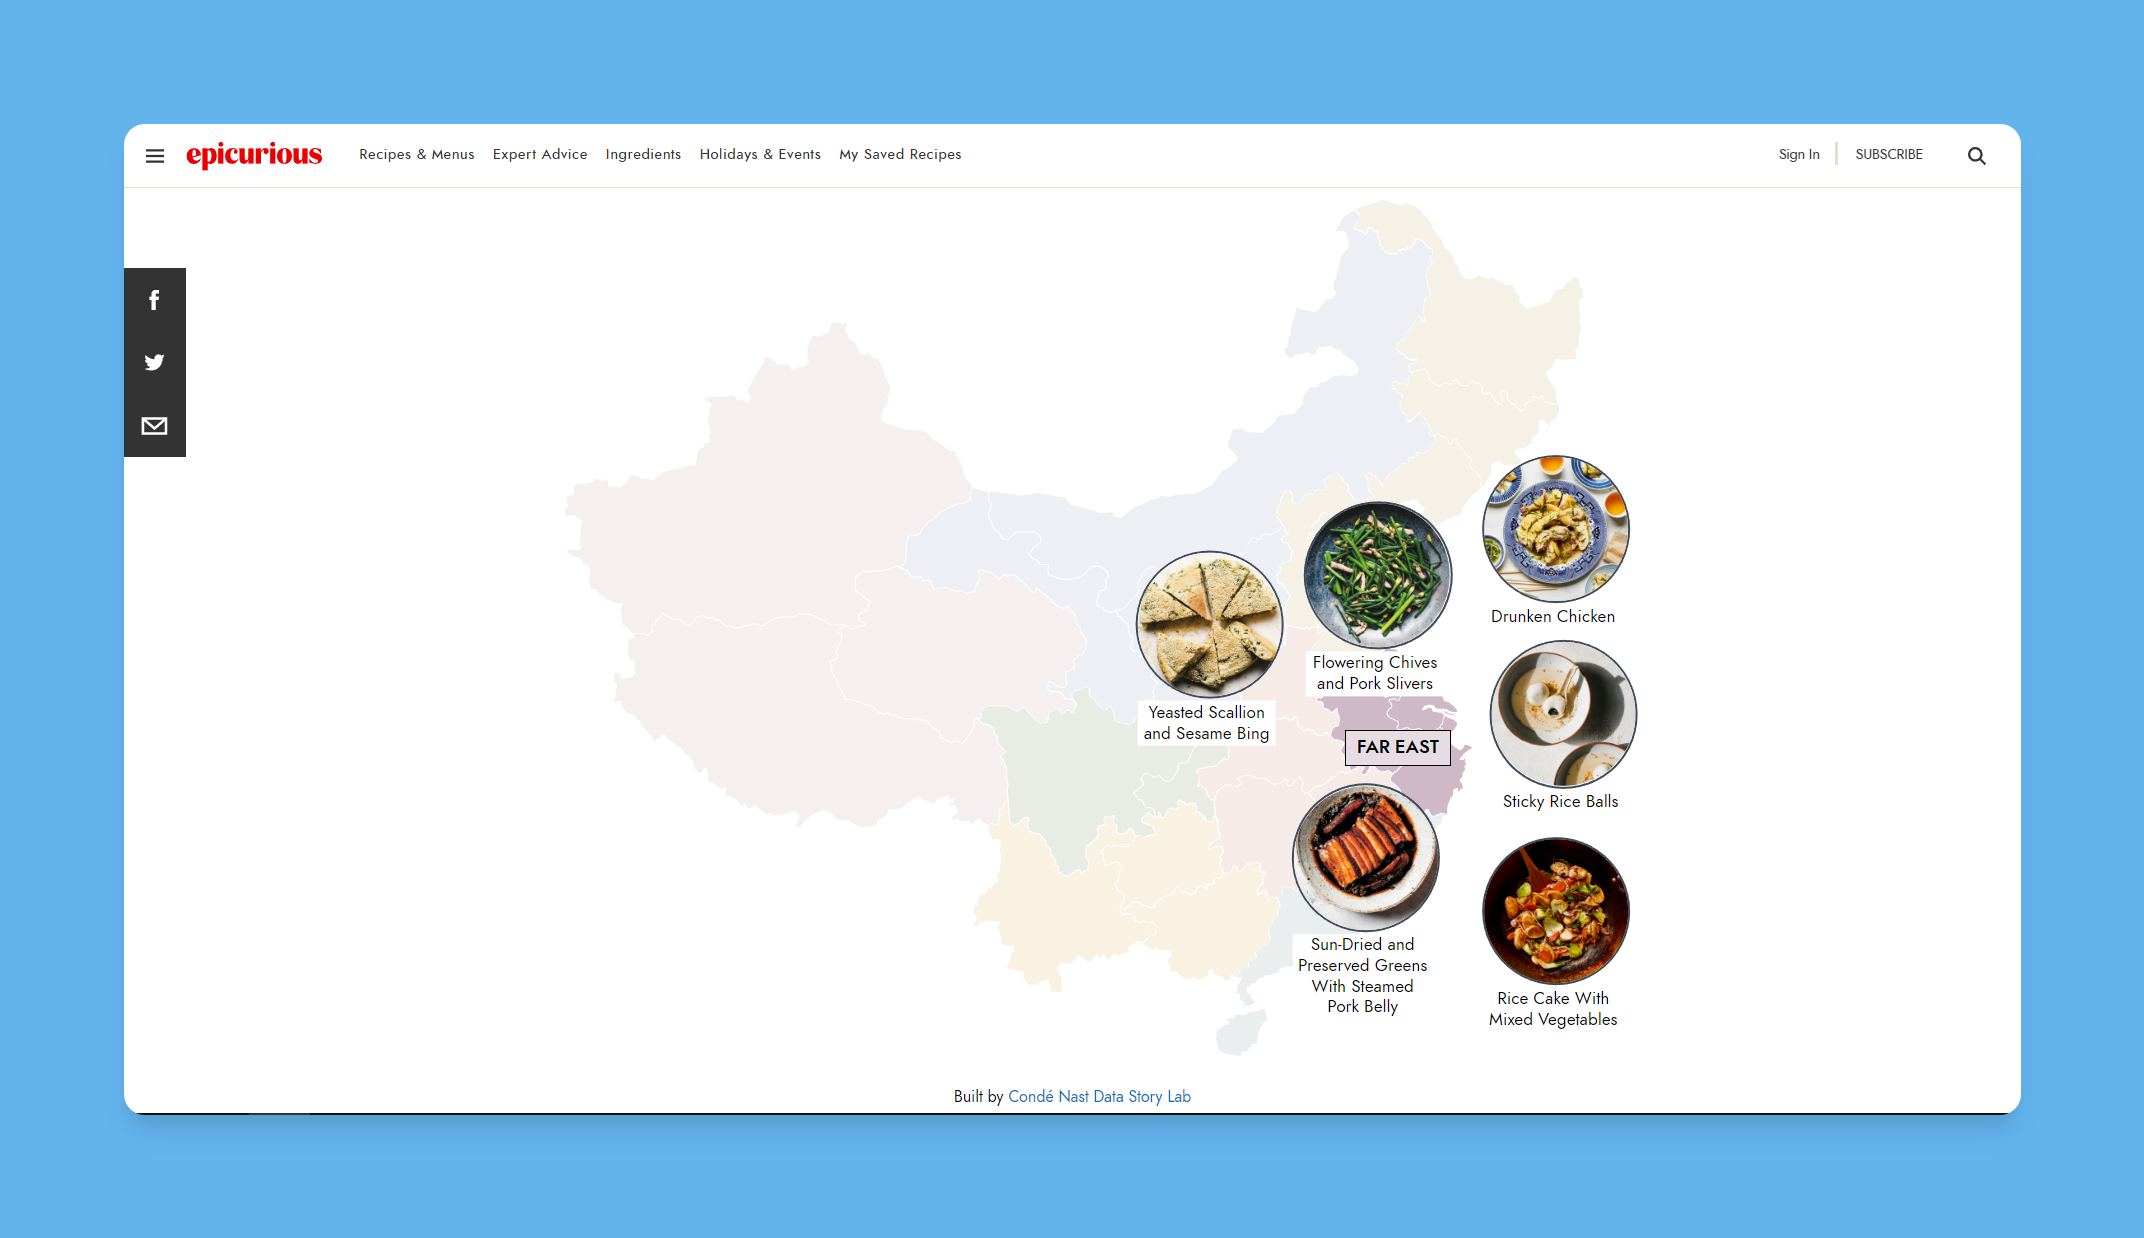 epicurious
Recipes & Menus
Expert Advice
Ingredients
Holidays & Events
My Saved Recipes
Sign In
SUBSCRIBE
Drunken Chicken
Flowering Chives
and Pork Slivers
Yeasted Scallion
and Sesame Bing
FAR EAST
Sticky Rice Balls
Sun-Dried and
Preserved Greens
With Steamed
Pork Belly
Rice Cake With
Mixed Vegetables
Built by Condé Nast Data Story Lab